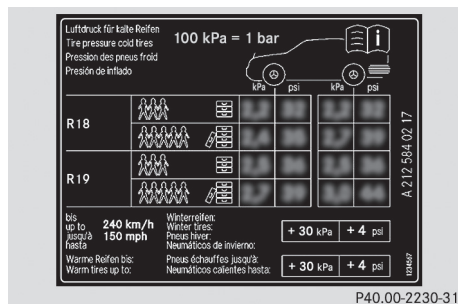 Luftdruck für kalte Reifen
Tire pressure cold tires
Pression des pneus froid
Presión de inflado
100 kPa = 1 bar
i
kPa psi kPa psi
R18
R19
A 212 584 02 17
bis
up to
jusqu'à
hasta
240 km/h
150 mph
Winterreifen:
Winter tires:
Pneus hiver:
Neumáticos de invierno:
+ 30 kPa + 4 psi
Warme Reifen bis:
Warm tires up to:
Pneus échauffes jusqu'à:
Neumáticos calientes hasta:
+ 30 kPa + 4 psi
1234567
P40.00-2230-31